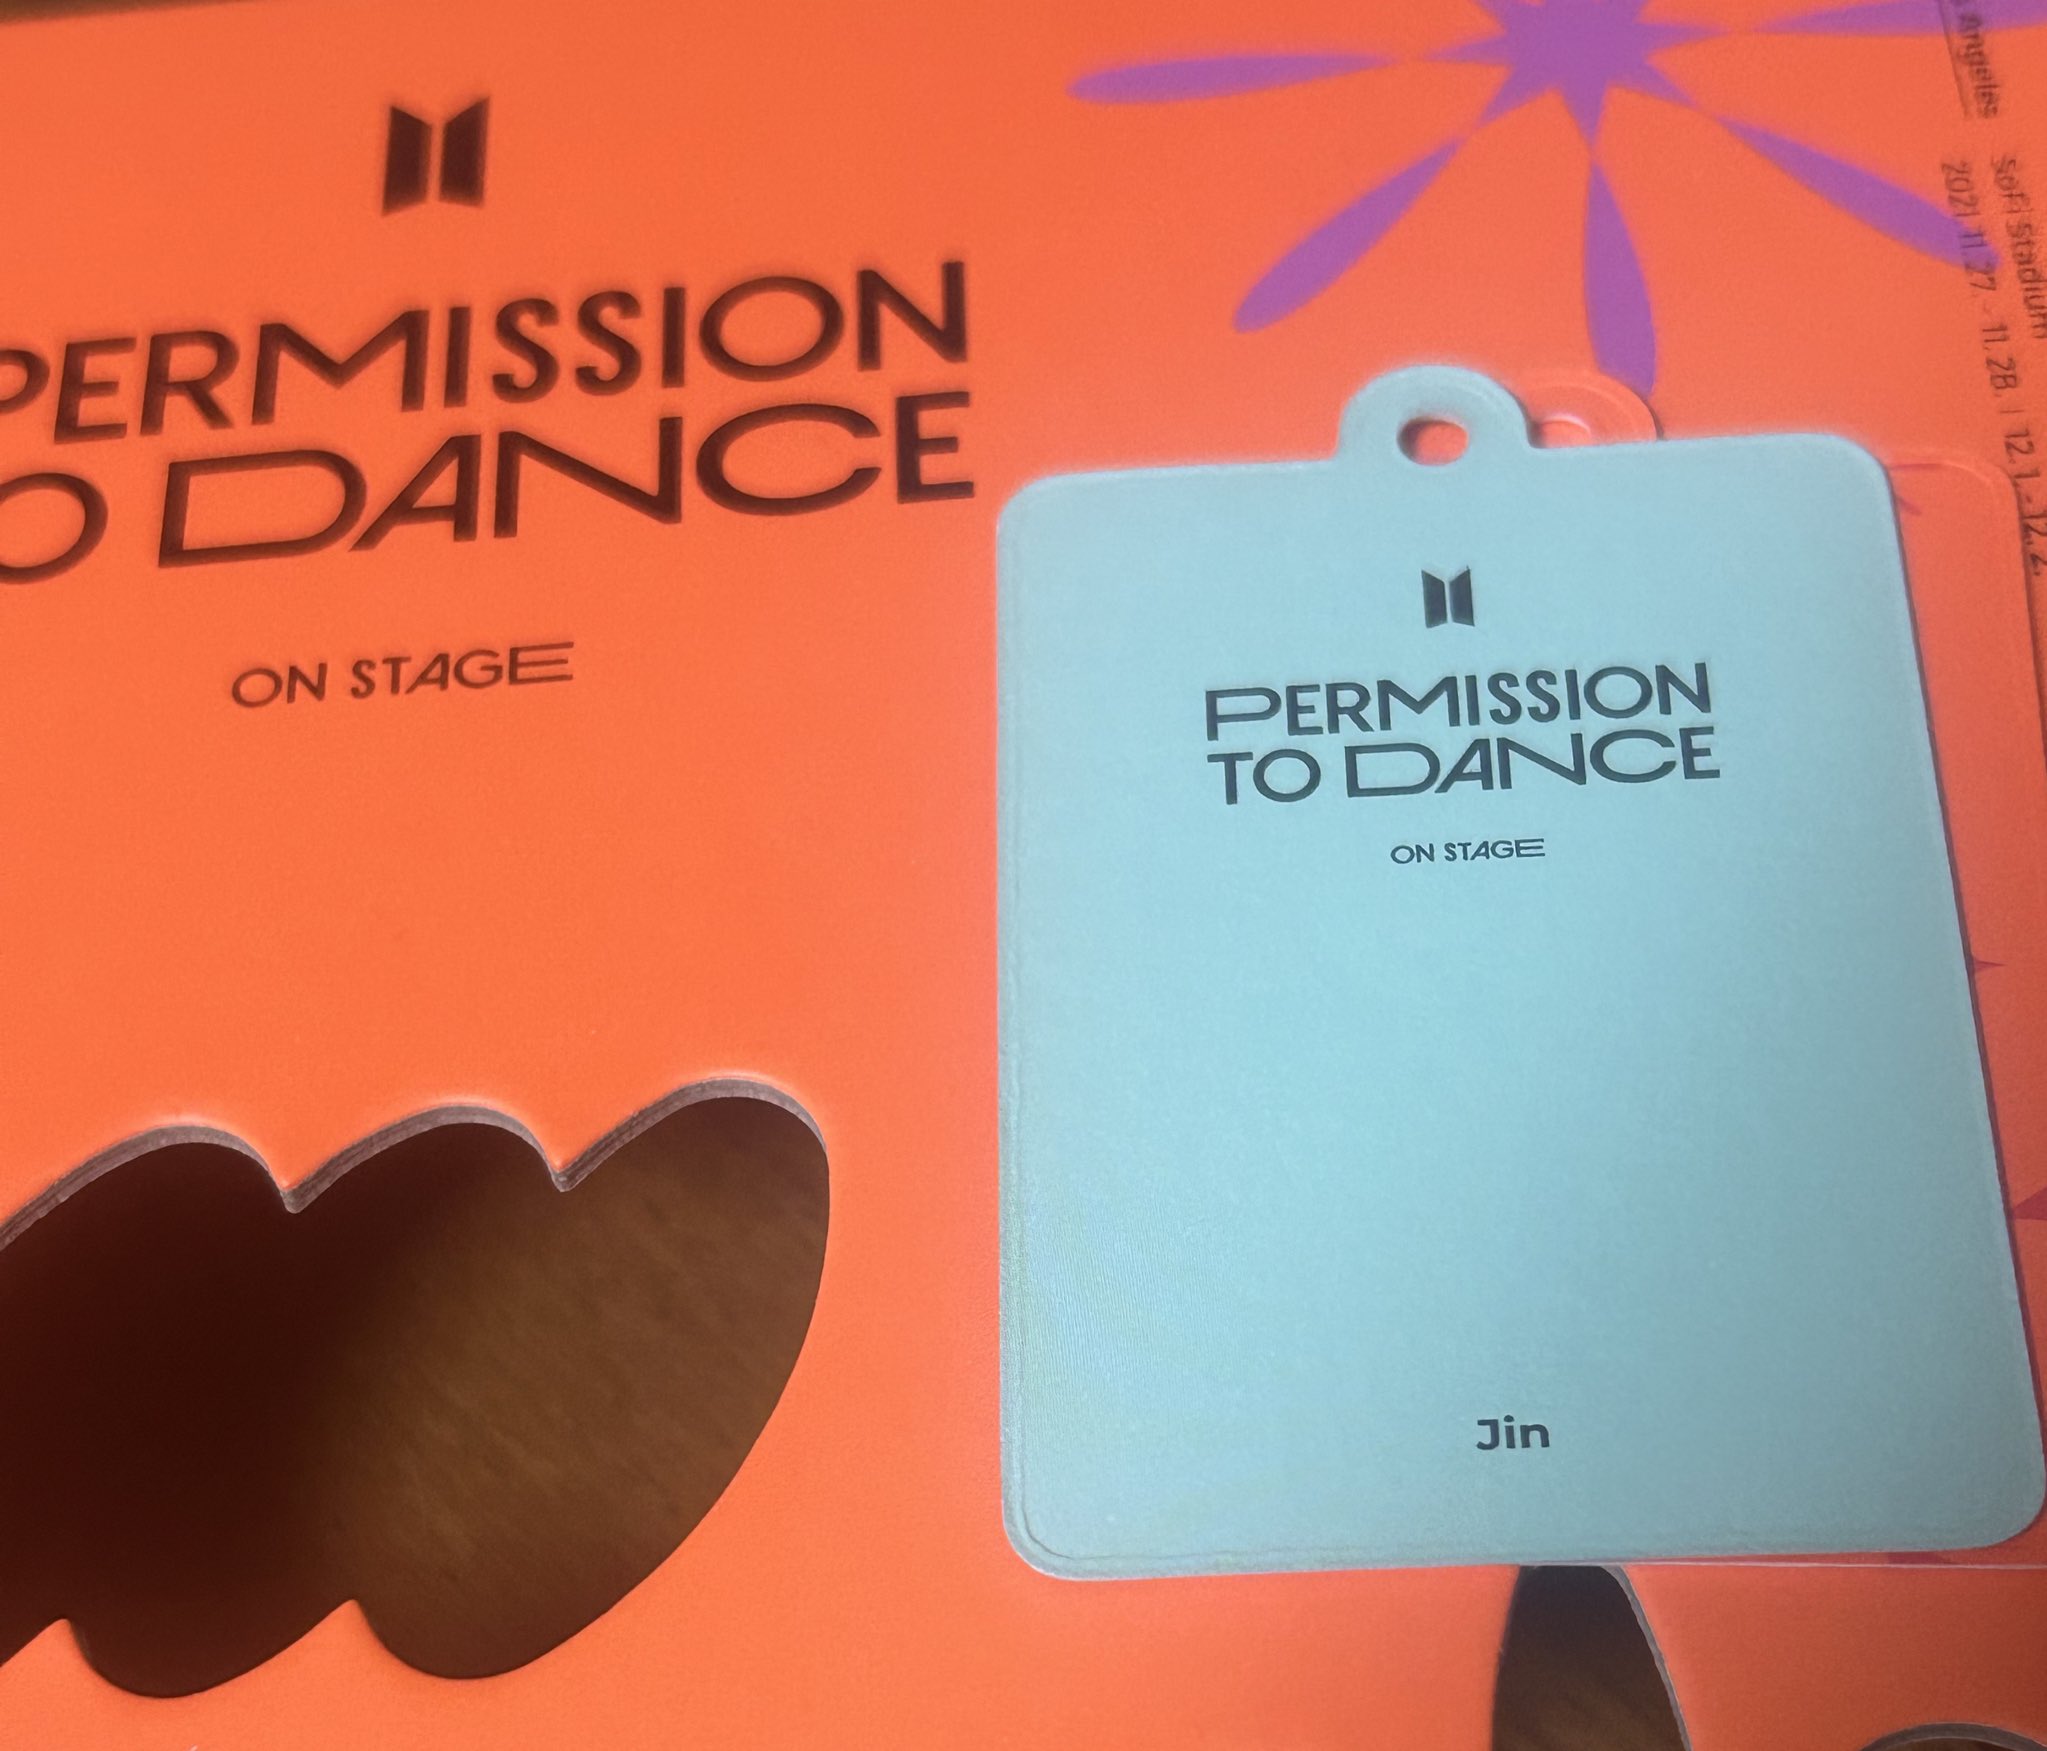 PERMISSION
TO DANCE
ON STAGE
Angeles
SoFi Stadium
2021.11.27.-11.28. / 12.1.-12.2.
PERMISSION
TO DANCE
ON STAGE
Jin